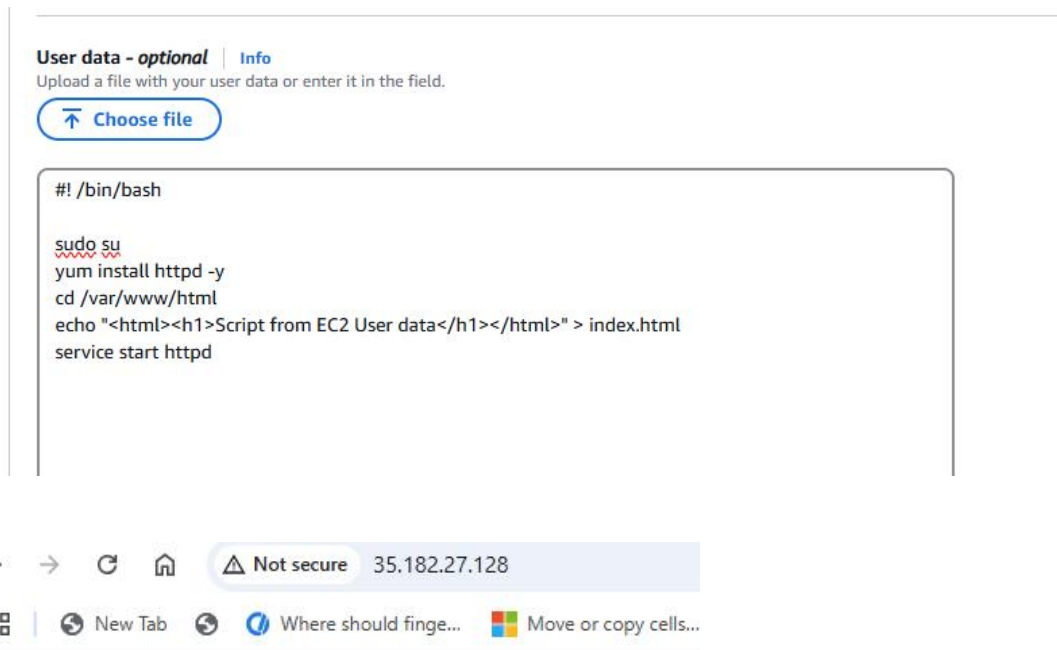 User data - optional Info
Upload a file with your user data or enter it in the field.
Choose file
#! /bin/bash
sudo su
yum install httpd -y
cd /var/www/html
echo "<html><h1>Script from EC2 User data</h1></html>" > index.html
service start httpd
Not secure 35.182.27.128
New Tab Where should finge... Move or copy cells...